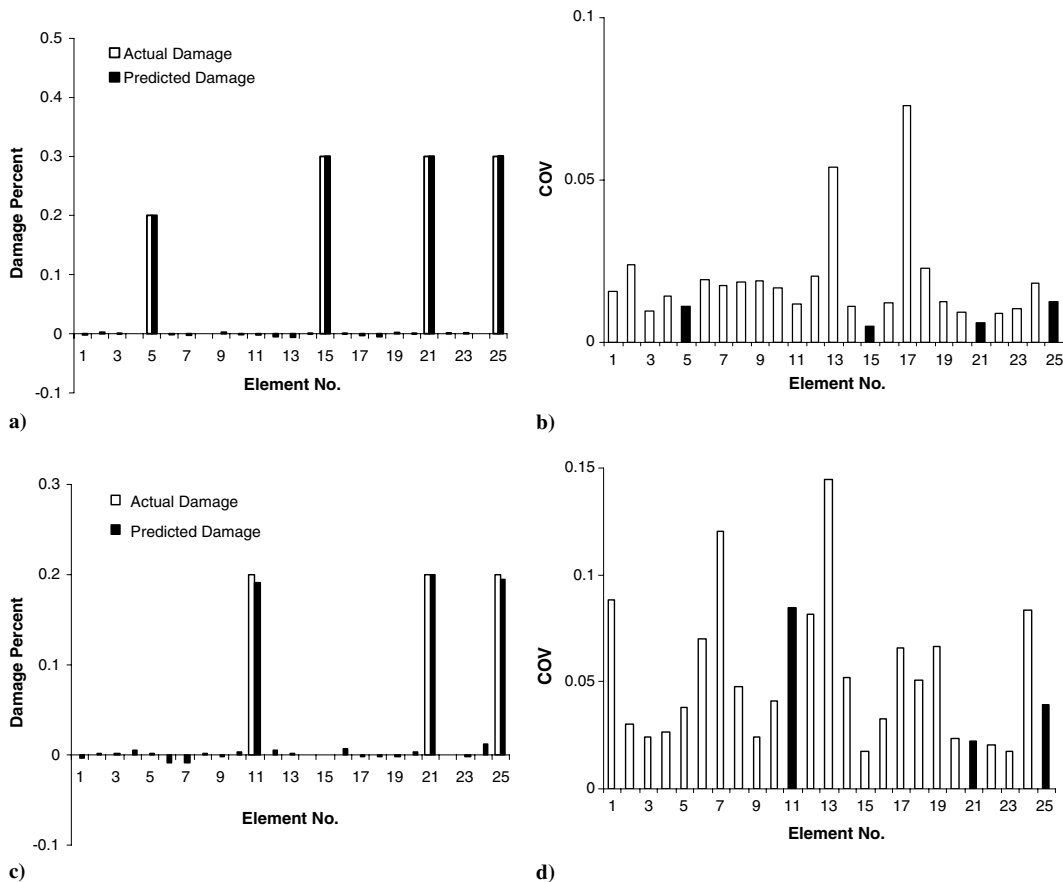 0.5
0.4
0.3
0.2
0.1
0
-0.1
Damage Percent
Actual Damage
Predicted Damage
1 3 5 7 9 11 13 15 17 19 21 23 25
Element No.
a)
0.1
0.05
0
COV
1 3 5 7 9 11 13 15 17 19 21 23 25
Element No.
b)
0.3
0.2
0.1
0
-0.1
Damage Percent
Actual Damage
Predicted Damage
1 3 5 7 9 11 13 15 17 19 21 23 25
Element No.
c)
0.15
0.1
0.05
0
COV
1 3 5 7 9 11 13 15 17 19 21 23 25
Element No.
d)